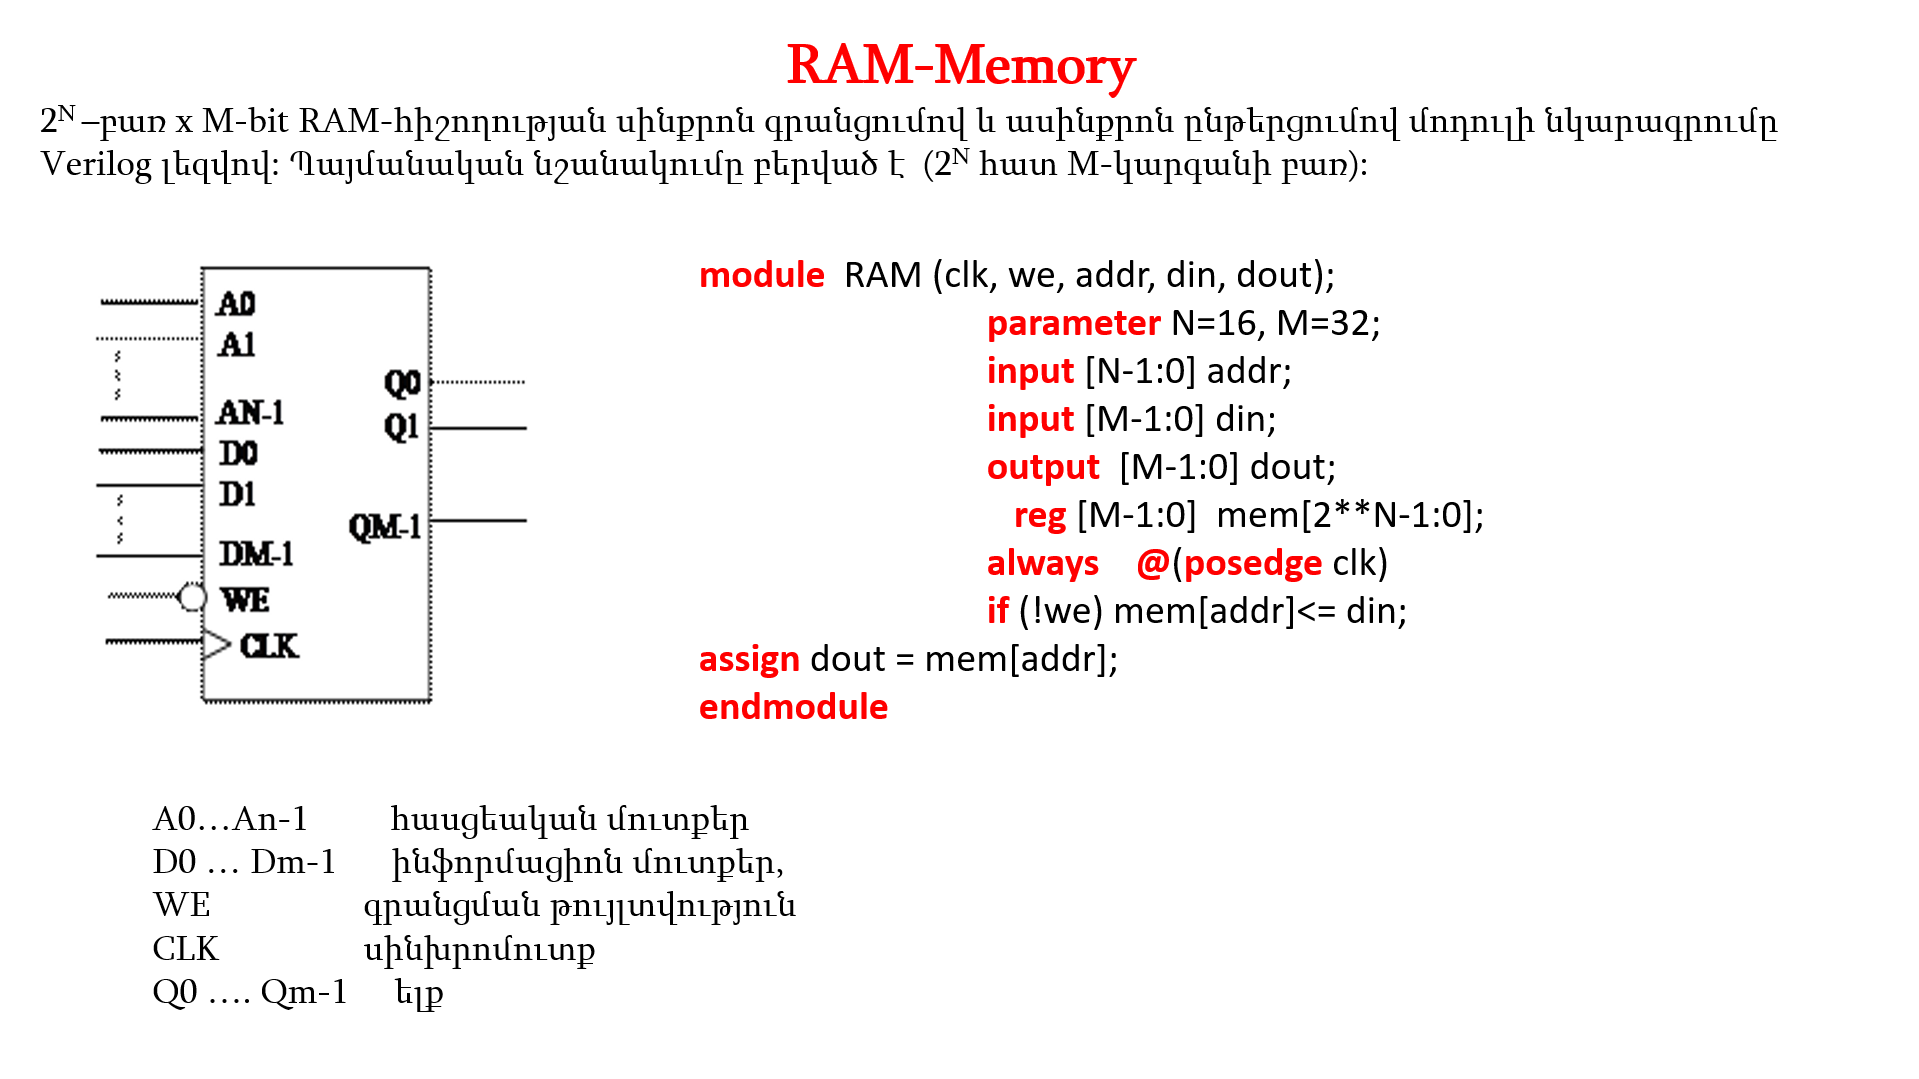 RAM-Memory
2^N –բառ x M-bit RAM-հիշողության սինքրոն գրանցումով և ասինքրոն ընթերցումով մոդուլի նկարագրումը
Verilog լեզվով: Պայմանական նշանակումը բերված է (2^N հատ M-կարգանի բառ):
A0
A1
AN-1
D0
D1
DM-1
WE
CLK
Q0
Q1
QM-1
module RAM (clk, we, addr, din, dout);
parameter N=16, M=32;
input [N-1:0] addr;
input [M-1:0] din;
output [M-1:0] dout;
reg [M-1:0] mem[2**N-1:0];
always @(posedge clk)
if (!we) mem[addr]<= din;
assign dout = mem[addr];
endmodule
A0…An-1 հասցեական մուտքեր
D0 … Dm-1 ինֆորմացիոն մուտքեր,
WE գրանցման թույլտվություն
CLK սինխրոմուտք
Q0 …. Qm-1 ելք